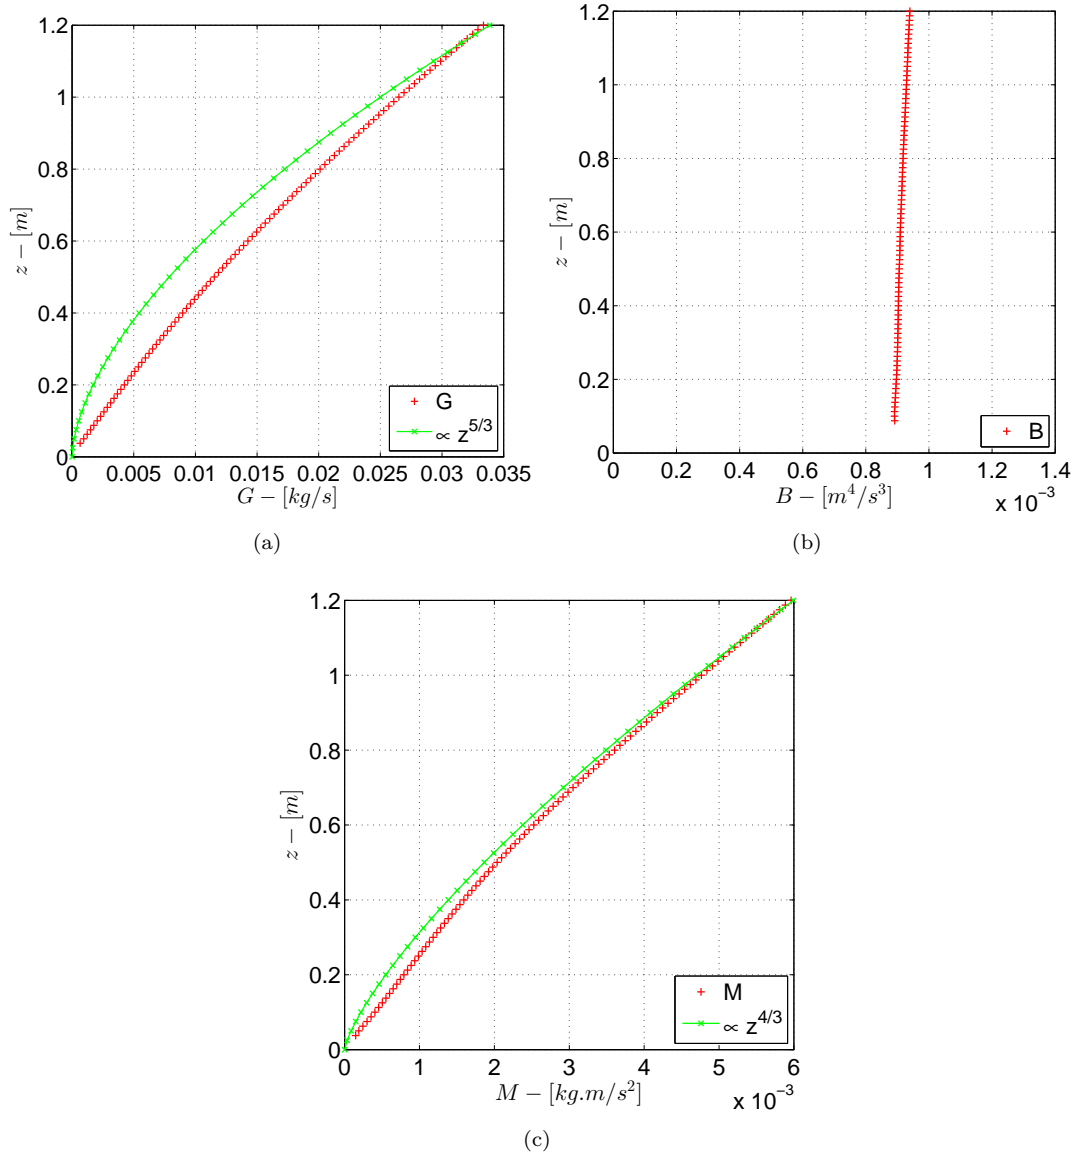 1.2
1
0.8
0.6
0.4
0.2
0
z − [m]
0 0.005 0.01 0.015 0.02 0.025 0.03 0.035
G − [kg/s]
G
∝ z^{5/3}
(a)
1.2
1
0.8
0.6
0.4
0.2
0
z − [m]
0 0.2 0.4 0.6 0.8 1 1.2 1.4
B − [m^4/s^3]
x 10^{-3}
B
(b)
1.2
1
0.8
0.6
0.4
0.2
0
z − [m]
0 1 2 3 4 5 6
M − [kg.m/s^2]
x 10^{-3}
M
∝ z^{4/3}
(c)